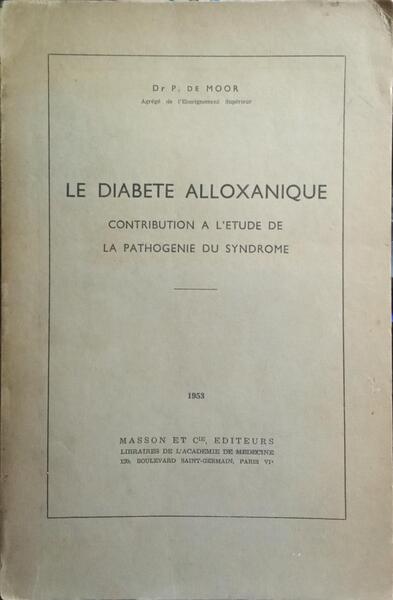 Dr P. DE MOOR
Agrégé de l'Enseignement Supérieur
LE DIABETE ALLOXANIQUE
CONTRIBUTION A L'ETUDE DE
LA PATHOGENIE DU SYNDROME
1953
MASSON ET Cie, EDITEURS
LIBRAIRES DE L'ACADEMIE DE MEDECINE
120, BOULEVARD SAINT-GERMAIN, PARIS VIe